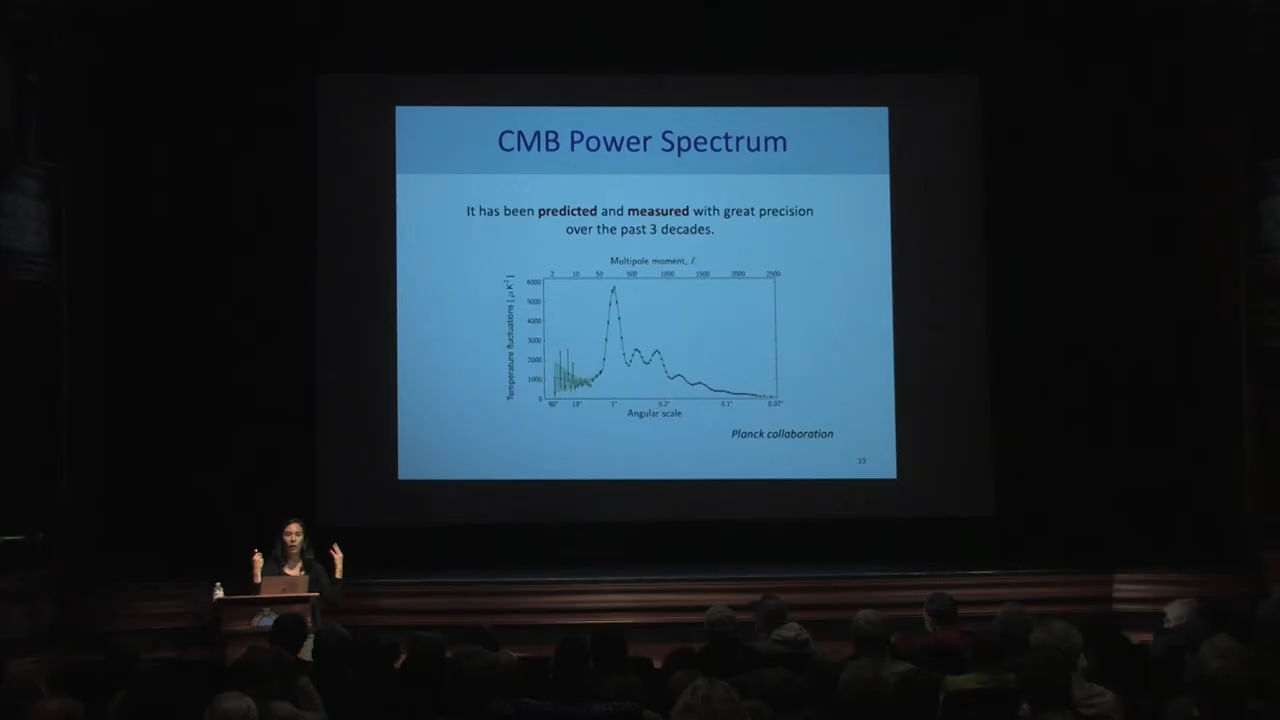 CMB Power Spectrum
It has been predicted and measured with great precision
over the past 3 decades.
Multipole moment, ℓ
2 10 50 500 1000 1500 2000 2500
Temperature fluctuations [ μ K² ]
6000
5000
4000
3000
2000
1000
0
90° 18° 1° 0.2° 0.1° 0.07°
Angular scale
Planck collaboration
19